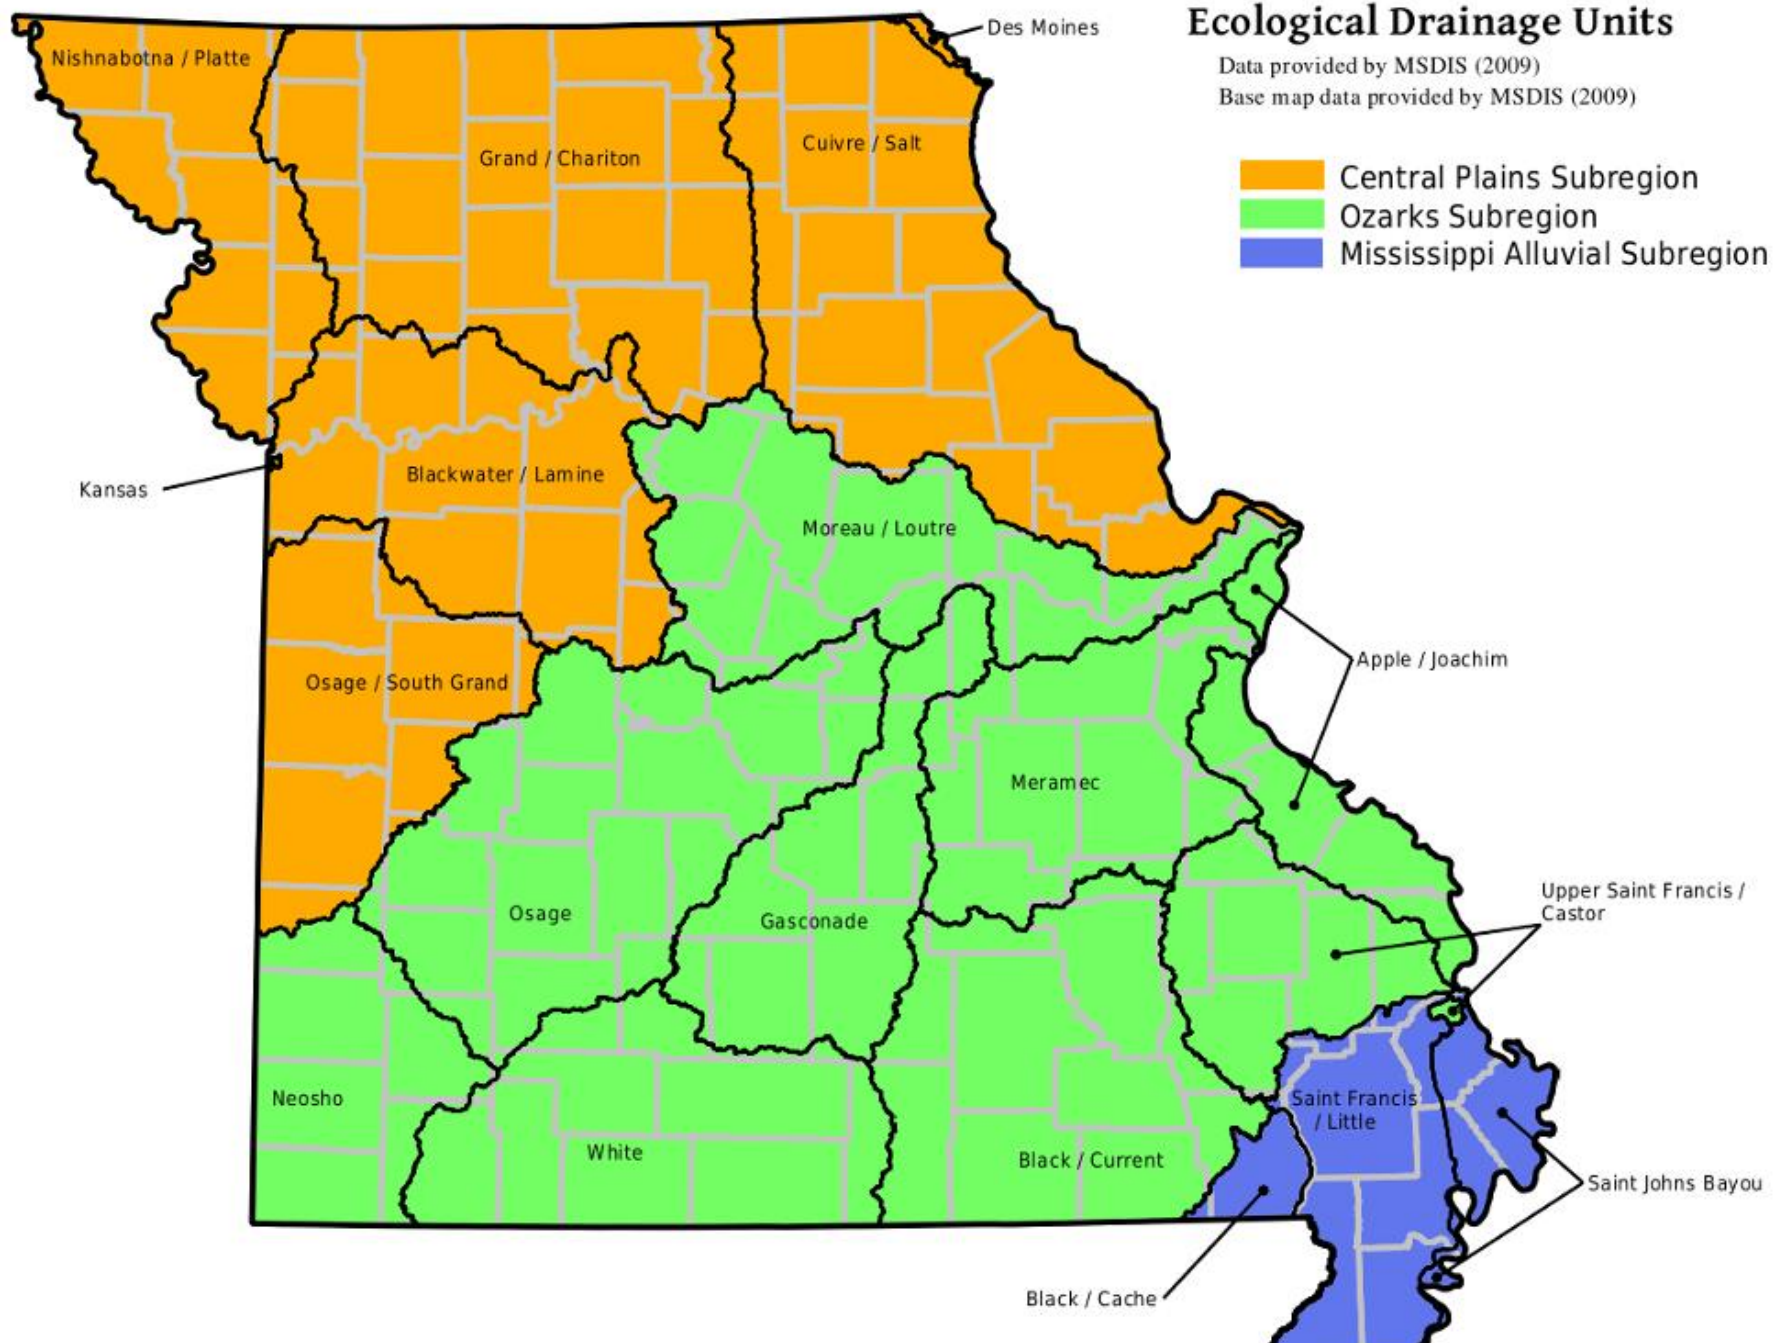 Ecological Drainage Units
Data provided by MSDIS (2009)
Base map data provided by MSDIS (2009)
Central Plains Subregion
Ozarks Subregion
Mississippi Alluvial Subregion
Des Moines
Nishnabotna / Platte
Grand / Chariton
Cuivre / Salt
Kansas
Blackwater / Lamine
Moreau / Loutre
Apple / Joachim
Osage / South Grand
Meramec
Upper Saint Francis /
Castor
Osage
Gasconade
Neosho
Saint Francis
/ Little
White
Black / Current
Saint Johns Bayou
Black / Cache